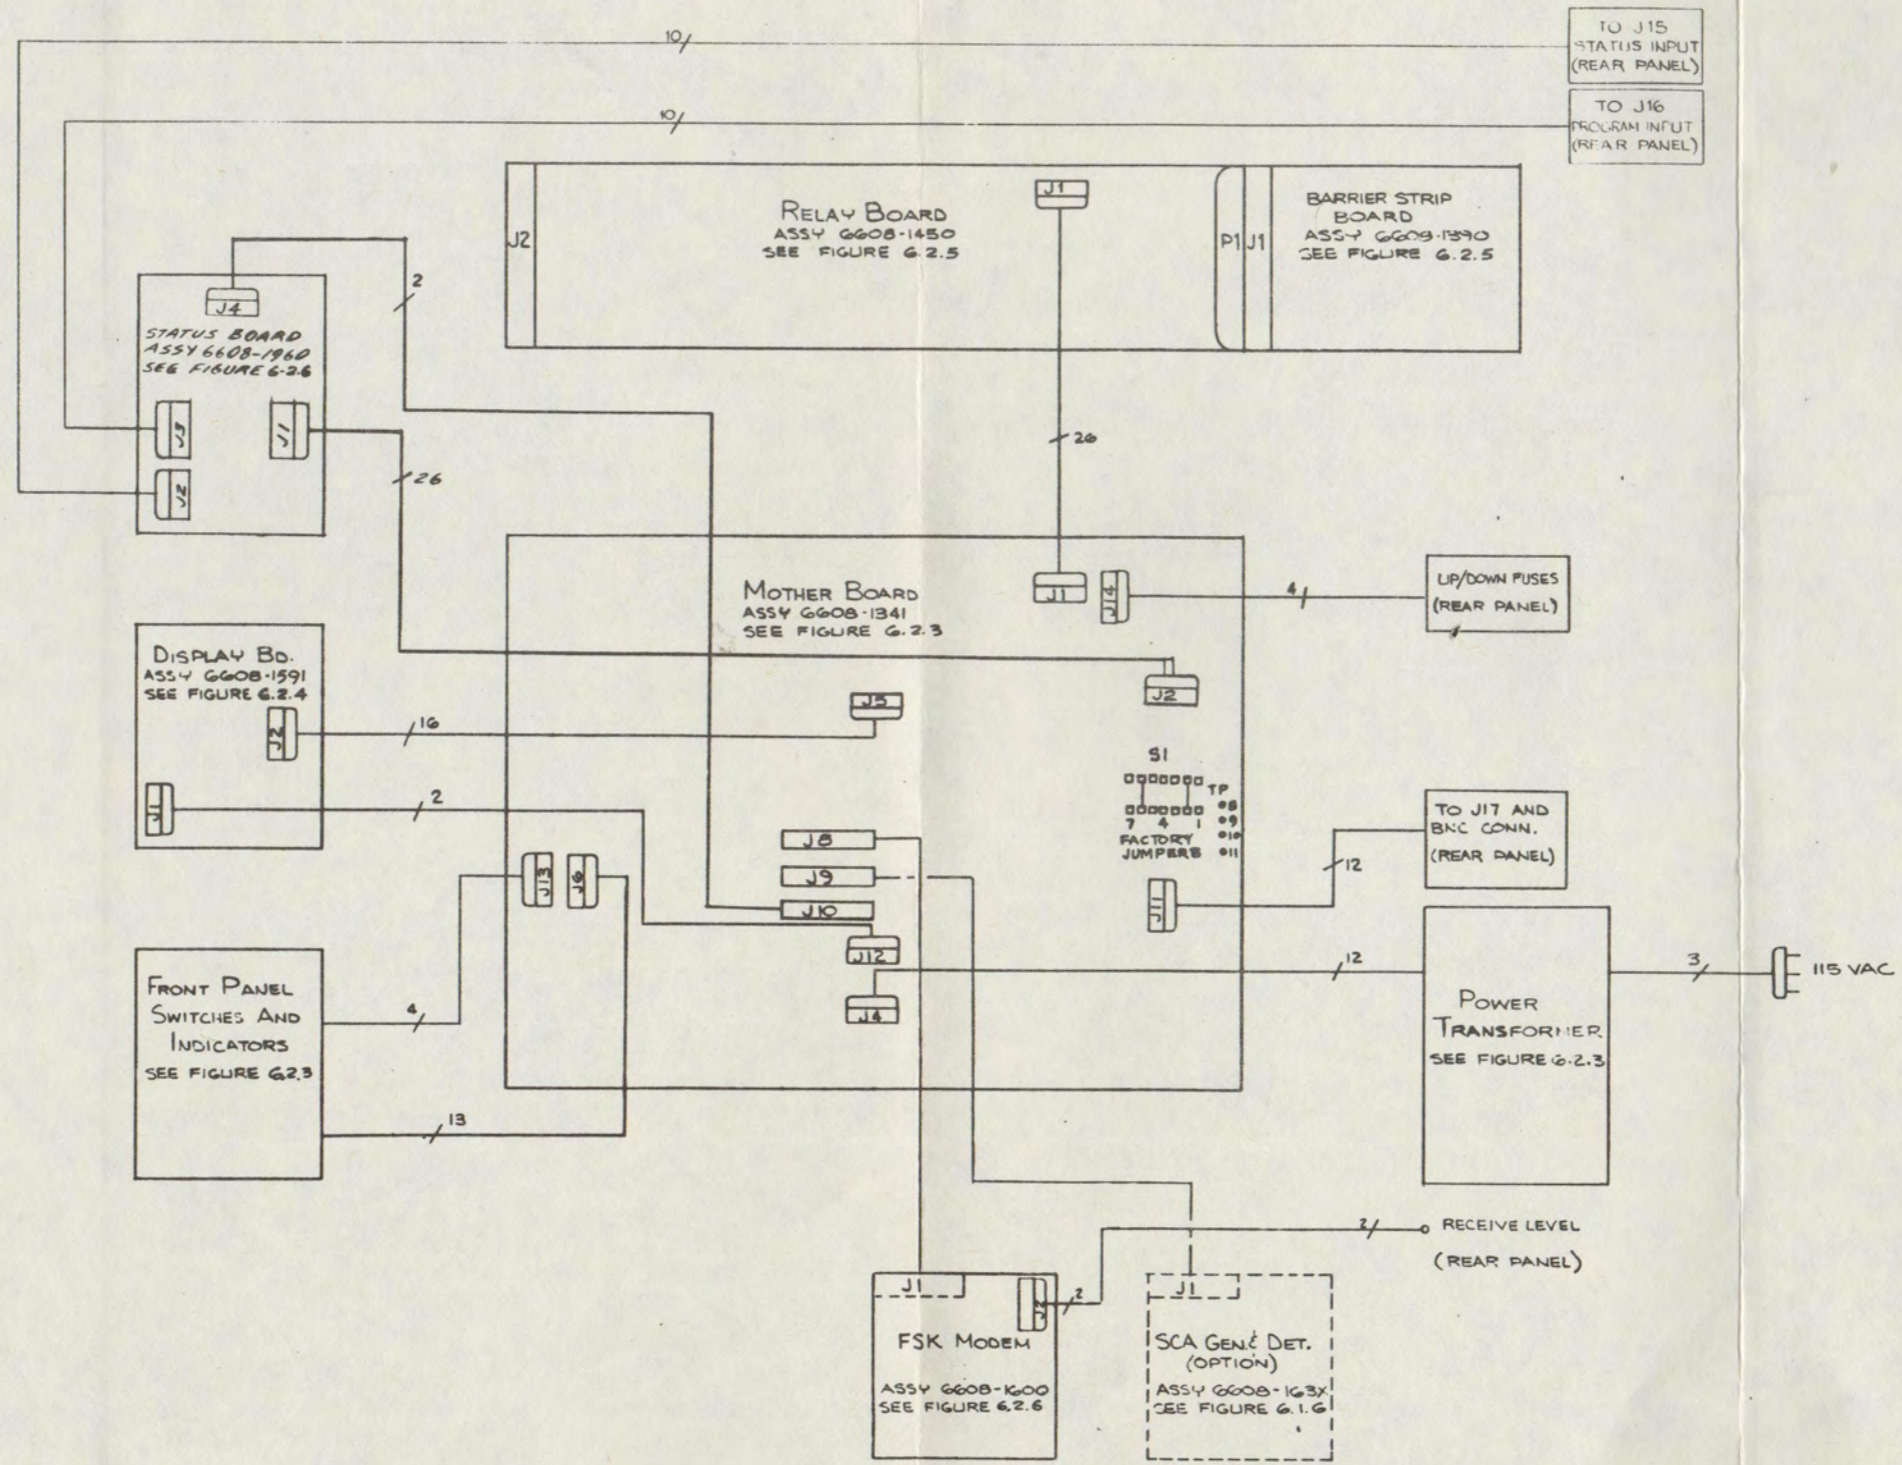 TO J15
STATUS INPUT
(REAR PANEL)
10/
TO J16
PROGRAM INPUT
(REAR PANEL)
10/
J2
RELAY BOARD
ASSY 6608-1450
SEE FIGURE 6.2.5
J1
P1
J1
BARRIER STRIP
BOARD
SEE FIGURE 6.2.5
2
J4
STATUS BOARD
ASSY 6608-1960
SEE FIGURE 6-2.6
J3
J1
J2
26
26
MOTHER BOARD
ASSY 6608-1341
SEE FIGURE 6.2.3
J1
J14
4
UP/DOWN FUSES
(REAR PANEL)
DISPLAY BD.
ASSY 6608-1591
SEE FIGURE 6.2.4
J2
16
J5
J2
J1
2
S1
TP
7 4 1
8
9
10
11
FACTORY
JUMPERS
TO J17 AND
BNC CONN.
(REAR PANEL)
12
J8
J9
J10
J13
J6
J11
J12
J4
12
FRONT PANEL
SWITCHES AND
INDICATORS
SEE FIGURE 6.2.3
4
13
POWER
TRANSFORMER
SEE FIGURE 6.2.3
3
115 VAC
2/
RECEIVE LEVEL
(REAR PANEL)
J1
J2
2
FSK MODEM
ASSY 6608-1600
SEE FIGURE 6.2.6
J1
SCA GEN & DET.
(OPTION)
ASSY 6608-163X
SEE FIGURE 6.1.6